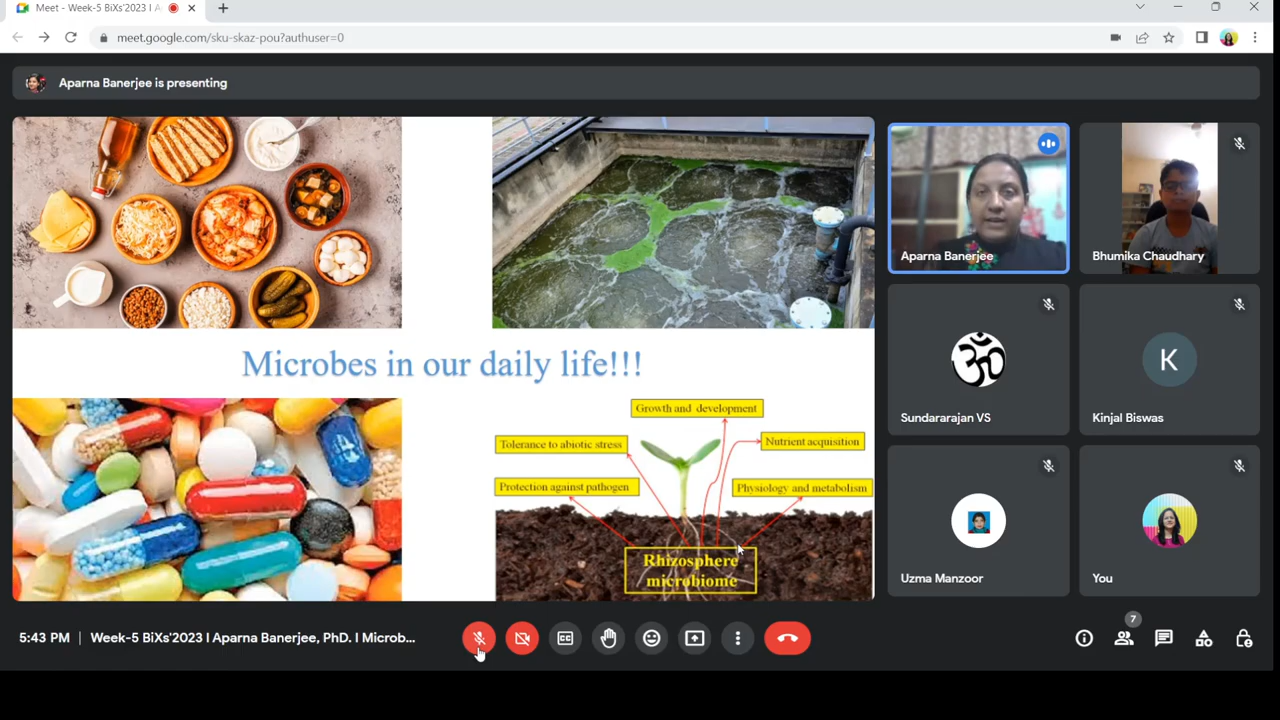 Meet - Week-5 BiXs'2023 I A
meet.google.com/sku-skaz-pou?authuser=0
Aparna Banerjee is presenting
Microbes in our daily life!!!
Growth and development
Tolerance to abiotic stress
Nutrient acquisition
Protection against pathogen
Physiology and metabolism
Rhizosphere
microbiome
Aparna Banerjee
Bhumika Chaudhary
Sundararajan VS
K
Kinjal Biswas
Uzma Manzoor
You
5:43 PM | Week-5 BiXs'2023 I Aparna Banerjee, PhD. I Microb...
7